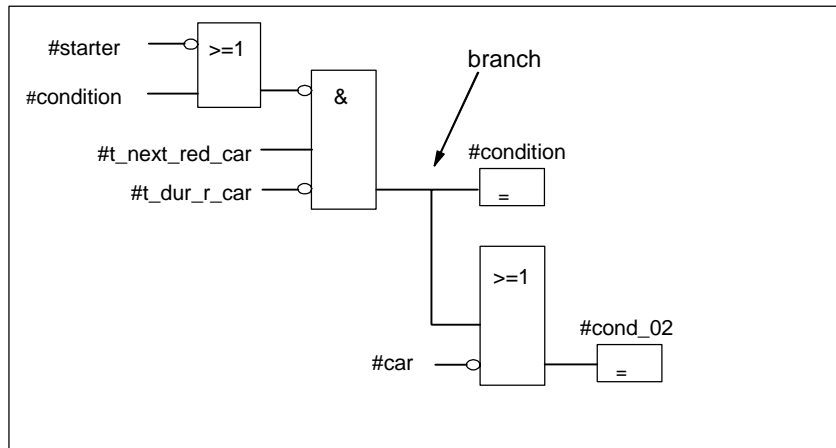 #starter
>=1
#condition
branch
&
#condition
=
#t_next_red_car
#t_dur_r_car
>=1
#cond_02
=
#car